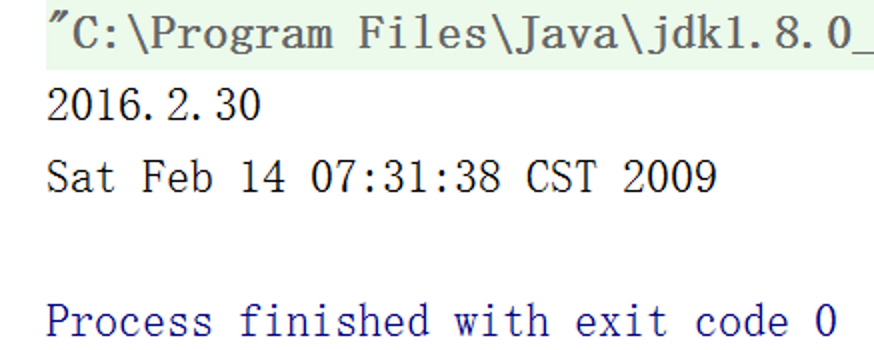 "C:\Program Files\Java\jdk1.8.0_
2016.2.30
Sat Feb 14 07:31:38 CST 2009
Process finished with exit code 0